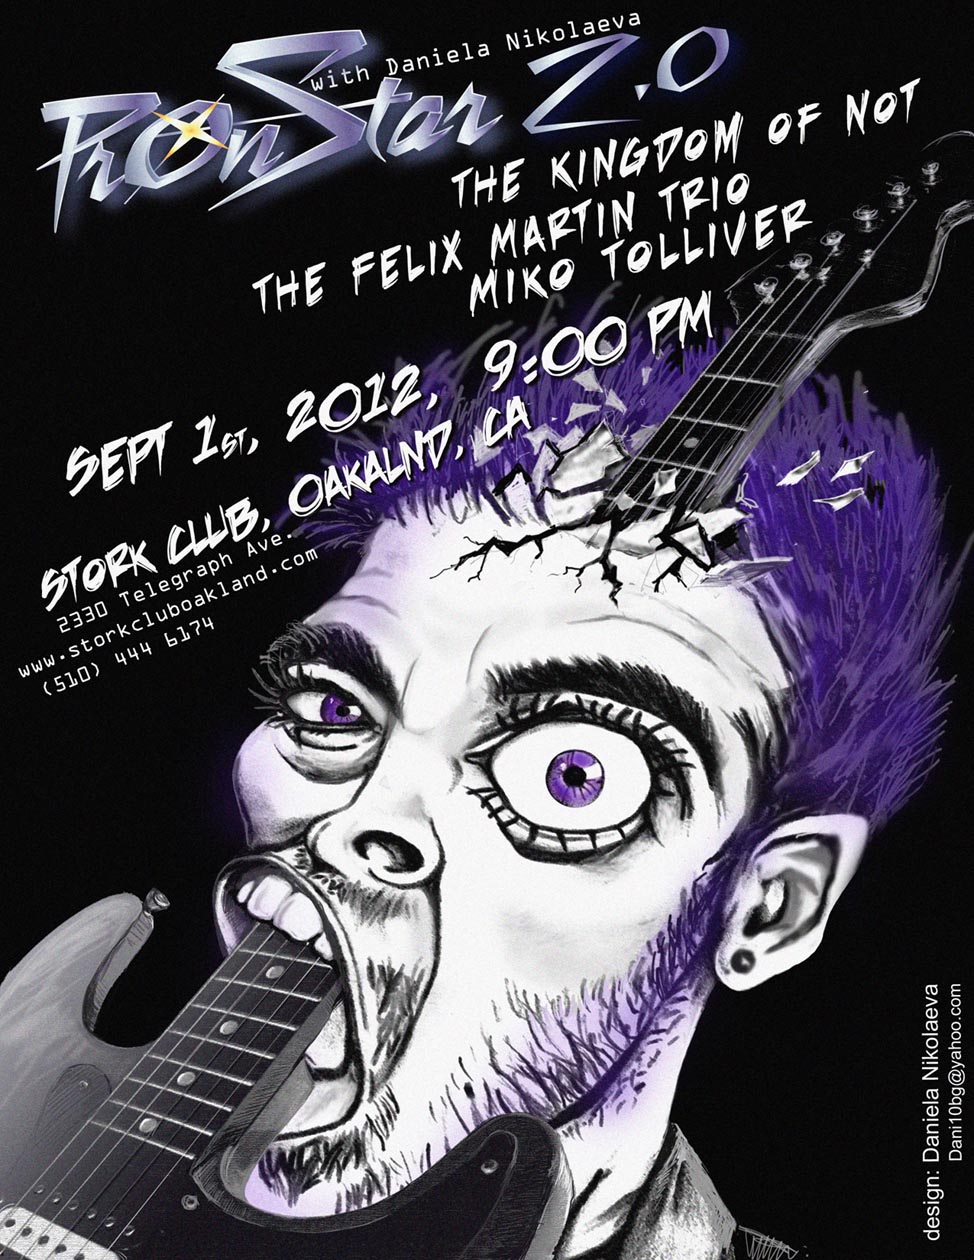 with Daniela Nikolaeva
PrOnStar 2.0
THE KINGDOM OF NOT
THE FELIX MARTIN TRIO
MIKO TOLLIVER
SEPT 1ST, 2012, 9:00 PM
STORK CLUB, OAKALND, CA
2330 Telegraph Ave.
www.storkcluboakland.com
(510) 444 6174
design: Daniela Nikolaeva
Dani10bg@yahoo.com